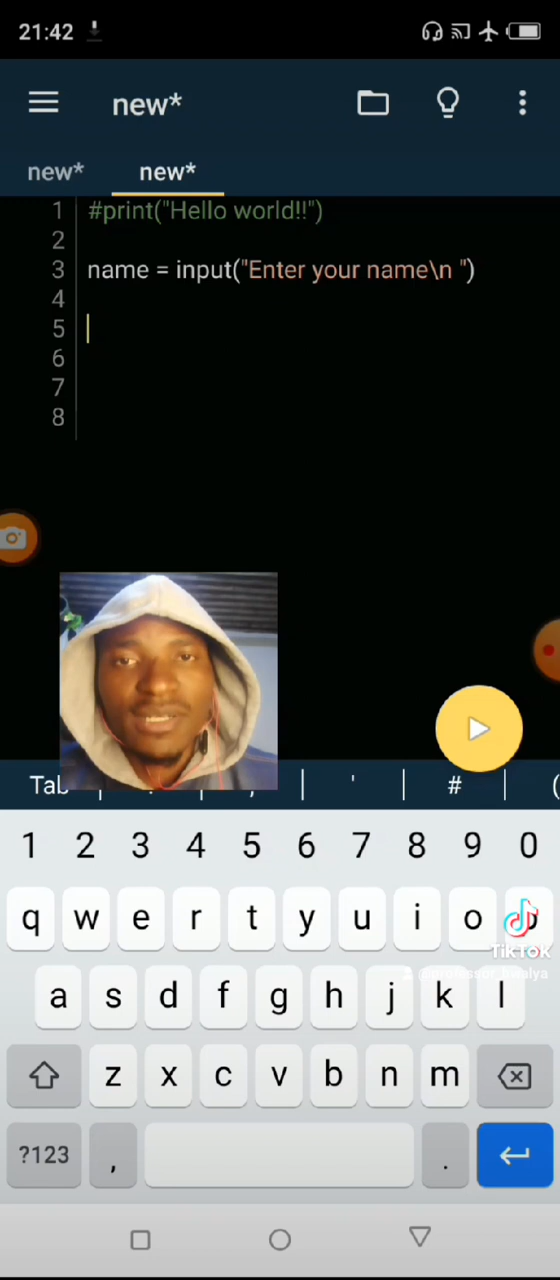 21:42
new*
new* new*
1 #print("Hello world!!")
2
3 name = input("Enter your name\n ")
4
5
6
7
8
Tab ' # (
1 2 3 4 5 6 7 8 9 0
q w e r t y u i o p
TikTok
@professor_bwalya
a s d f g h j k l
z x c v b n m
?123 , .